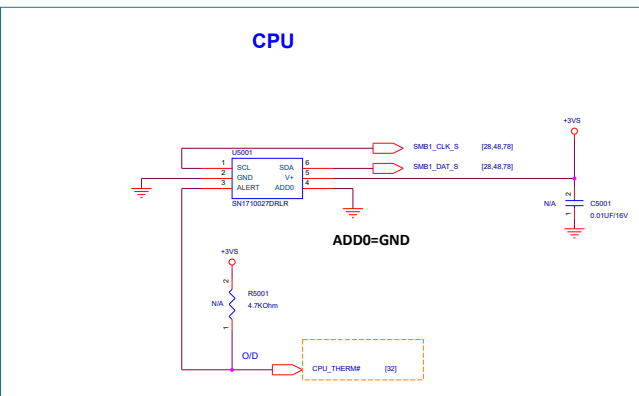 CPU
+3VS
U5001
SMB1_CLK_S [28,48,78]
1 SCL SDA 6
SMB1_DAT_S [28,48,78]
2 GND V+ 5
3 ALERT ADD0 4
SN1710027DRLR
2
N/A C5001
1 0.01UF/16V
ADD0=GND
+3VS
2
R5001
N/A 4.7KOhm
1
O/D
CPU_THERM# [32]